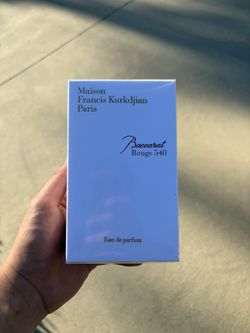 Maison
Francis Kurkdjian
Paris
Baccarat
Rouge 540
Eau de parfum